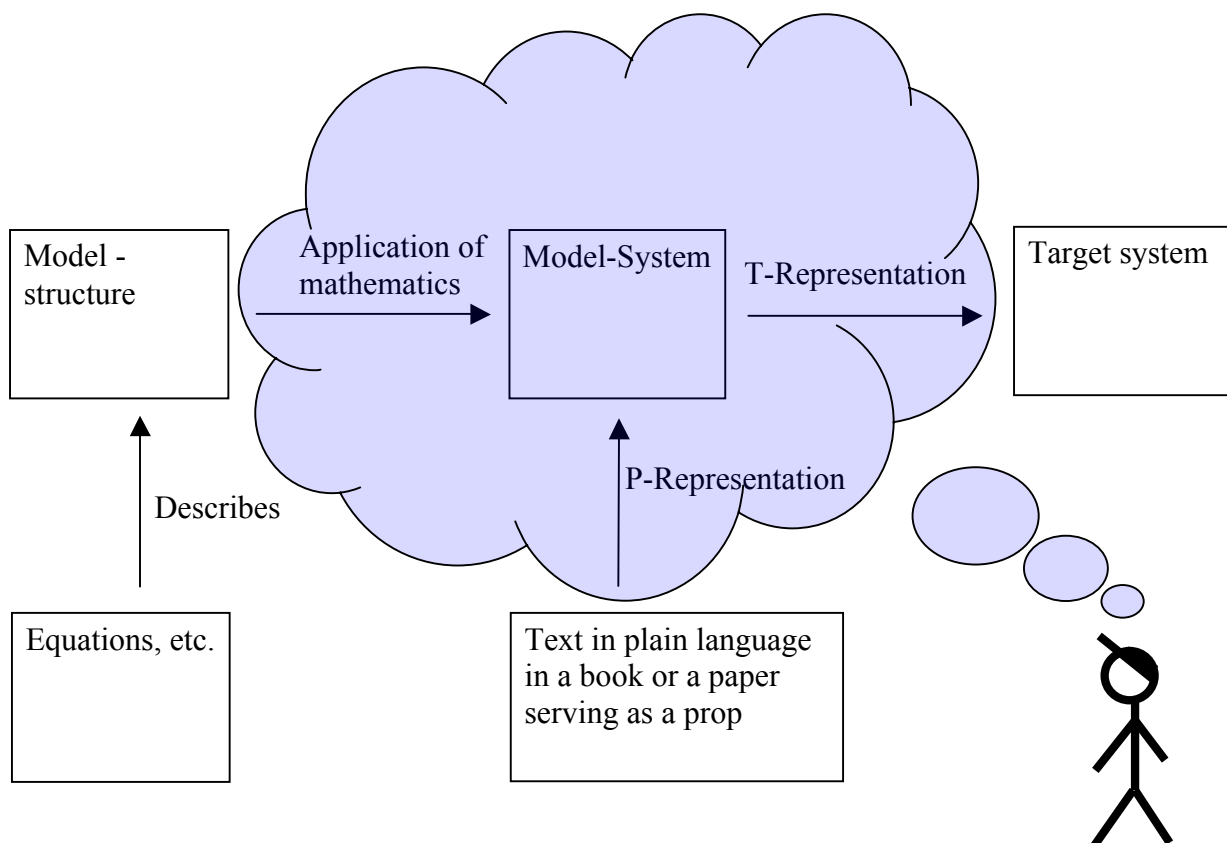 Model -
structure
Application of
mathematics
Model-System
T-Representation
Target system
Describes
P-Representation
Equations, etc.
Text in plain language
in a book or a paper
serving as a prop